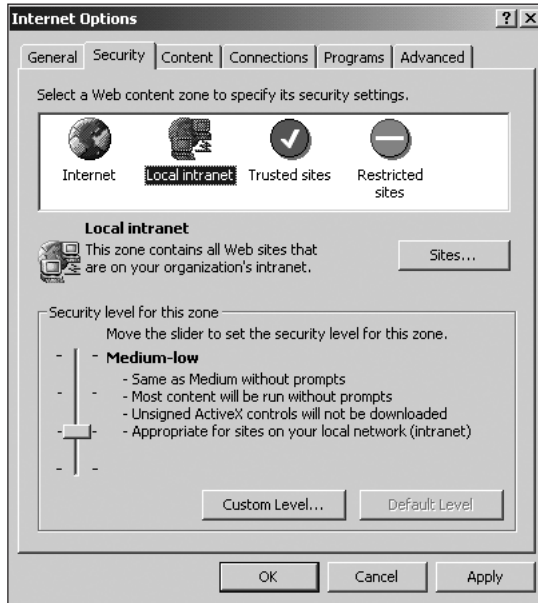 Internet Options
? ×
General Security Content Connections Programs Advanced
Select a Web content zone to specify its security settings.
Internet Local intranet Trusted sites Restricted
sites
Local intranet
This zone contains all Web sites that
are on your organization's intranet.
Sites...
Security level for this zone
Move the slider to set the security level for this zone.
Medium-low
- Same as Medium without prompts
- Most content will be run without prompts
- Unsigned ActiveX controls will not be downloaded
- Appropriate for sites on your local network (intranet)
Custom Level... Default Level
OK Cancel Apply